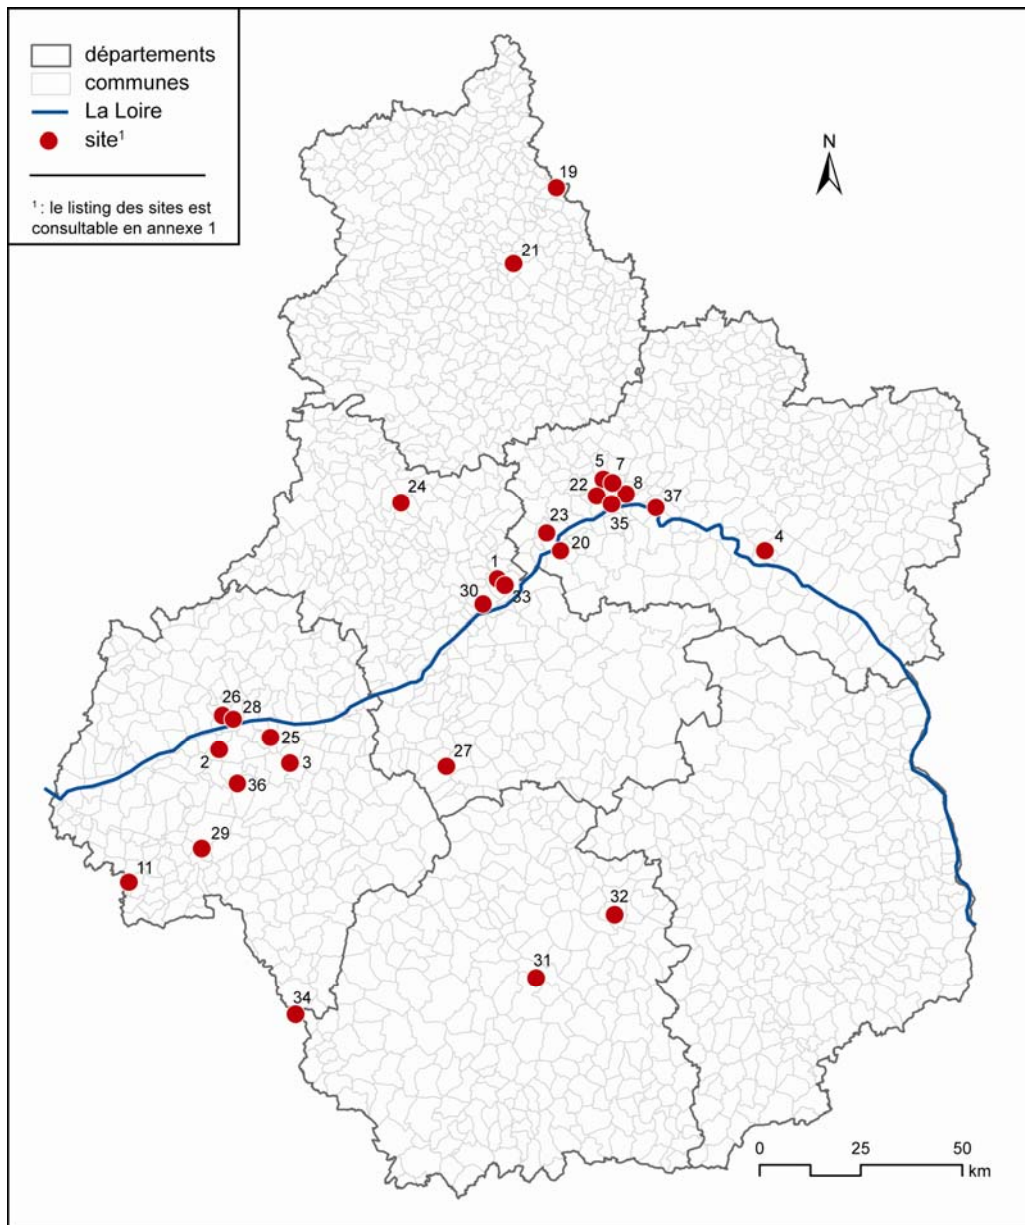 départements
communes
La Loire
site¹
¹ : le listing des sites est
consultable en annexe 1
N
19
21
5 7
24
22 8 37
23 35
20 4
1
30 33
26
28
25
2 3
27
36
29
11
32
31
34
0 25 50
km